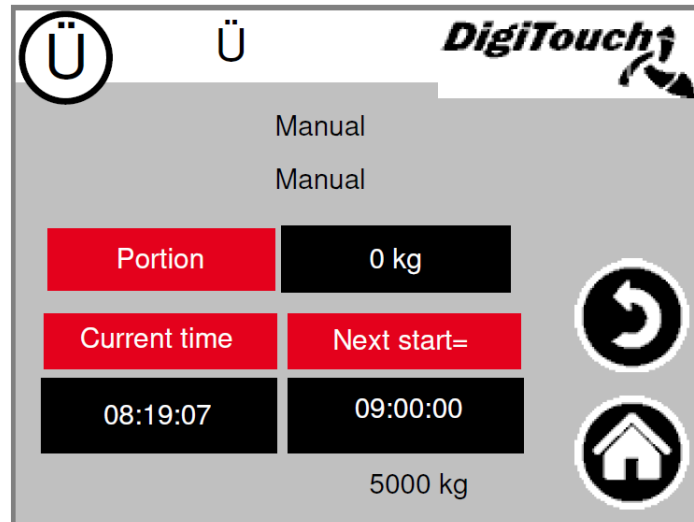 Ü Ü DigiTouch
Manual
Manual
Portion 0 kg
Current time Next start=
08:19:07 09:00:00
5000 kg